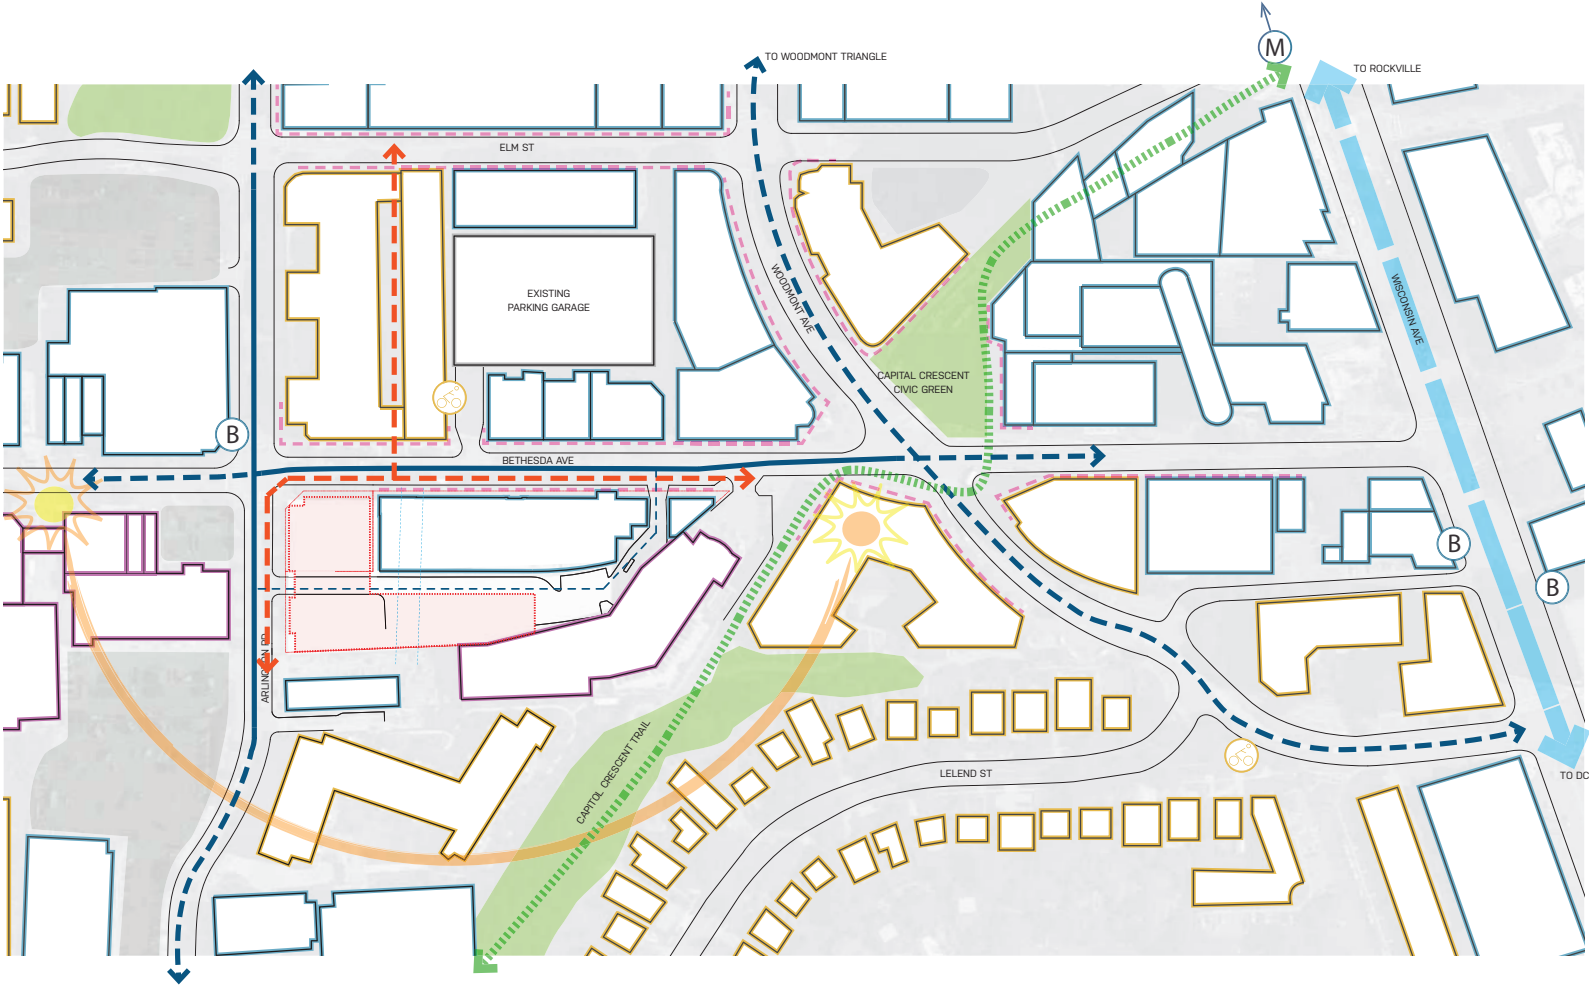 M
TO WOODMONT TRIANGLE
TO ROCKVILLE
ELM ST
WOODMONT AVE
WISCONSIN AVE
EXISTING
PARKING GARAGE
CAPITAL CRESCENT
CIVIC GREEN
B
BETHESDA AVE
B
B
ARLINGTON RD
CAPITOL CRESCENT TRAIL
LELEND ST
TO DC